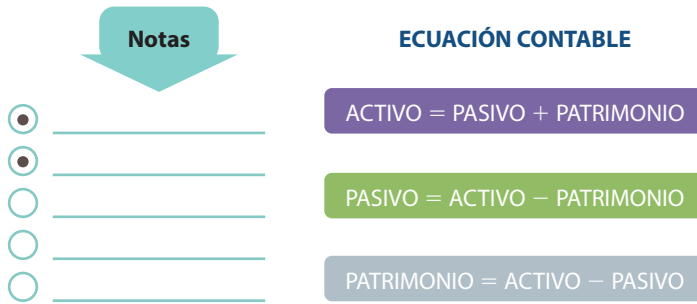 Notas
ECUACIÓN CONTABLE
ACTIVO = PASIVO + PATRIMONIO
PASIVO = ACTIVO − PATRIMONIO
PATRIMONIO = ACTIVO − PASIVO